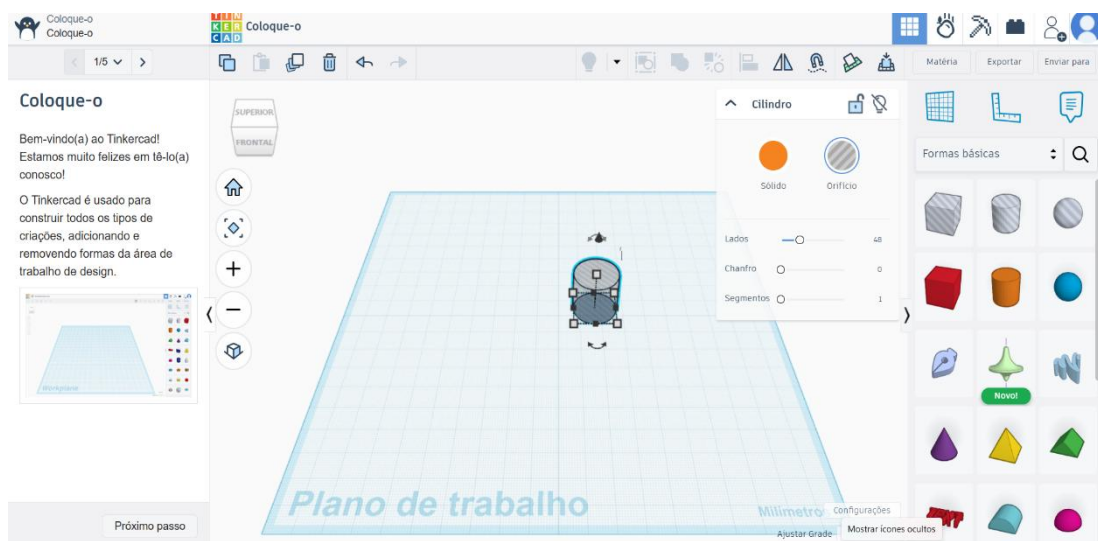 Coloque-o
Coloque-o
TIN
KER
CAD
Coloque-o
1/5
Matéria
Exportar
Enviar para
Coloque-o
Bem-vindo(a) ao Tinkercad!
Estamos muito felizes em tê-lo(a)
conosco!
O Tinkercad é usado para
construir todos os tipos de
criações, adicionando e
removendo formas da área de
trabalho de design.
Workplane
Próximo passo
SUPERIOR
FRONTAL
Cilindro
Sólido
Orifício
Lados
48
Chanfro
0
Segmentos
1
Formas básicas
Novo!
Plano de trabalho
Milímetro
Configurações
Ajustar Grade
Mostrar ícones ocultos